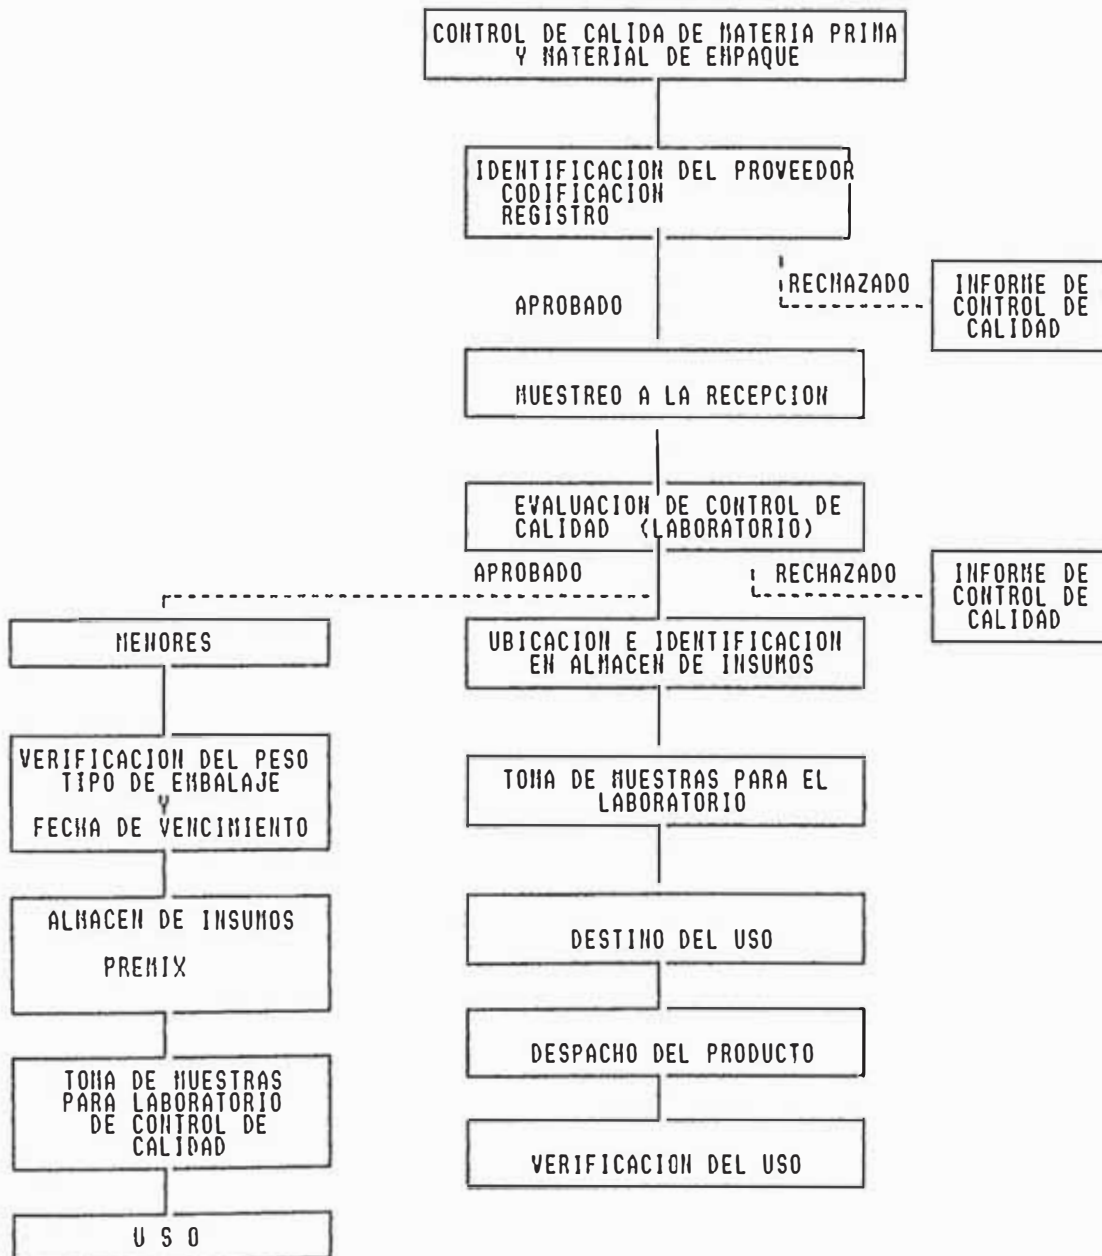 CONTROL DE CALIDA DE MATERIA PRIMA
Y MATERIAL DE EMPAQUE
IDENTIFICACION DEL PROVEEDOR
CODIFICACION
REGISTRO
RECHAZADO
INFORME DE
CONTROL DE
CALIDAD
APROBADO
MUESTREO A LA RECEPCION
EVALUACION DE CONTROL DE
CALIDAD (LABORATORIO)
APROBADO
RECHAZADO
INFORME DE
CONTROL DE
CALIDAD
MENORES
UBICACION E IDENTIFICACION
EN ALMACEN DE INSUMOS
VERIFICACION DEL PESO
TIPO DE EMBALAJE
Y
FECHA DE VENCIMIENTO
TOMA DE MUESTRAS PARA EL
LABORATORIO
ALMACEN DE INSUMOS
PREMIX
DESTINO DEL USO
DESPACHO DEL PRODUCTO
TOMA DE MUESTRAS
PARA LABORATORIO
DE CONTROL DE
CALIDAD
VERIFICACION DEL USO
U S O